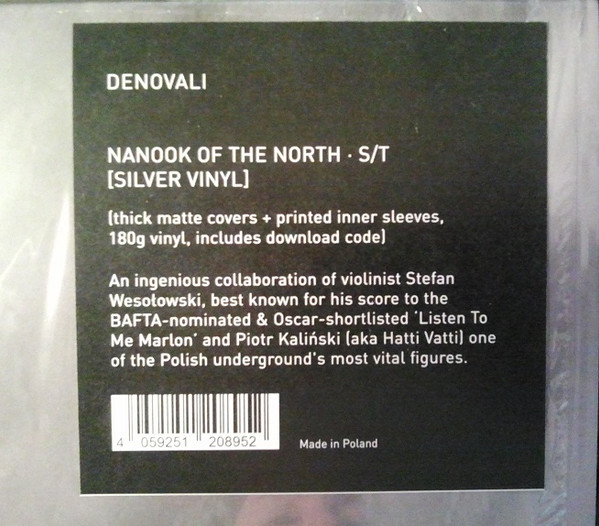 DENOVALI
NANOOK OF THE NORTH · S/T
[SILVER VINYL]
(thick matte covers + printed inner sleeves,
180g vinyl, includes download code)
An ingenious collaboration of violinist Stefan
Wesołowski, best known for his score to the
BAFTA-nominated & Oscar-shortlisted 'Listen To
Me Marlon' and Piotr Kaliński (aka Hatti Vatti) one
of the Polish underground's most vital figures.
4 059251 208952
Made in Poland